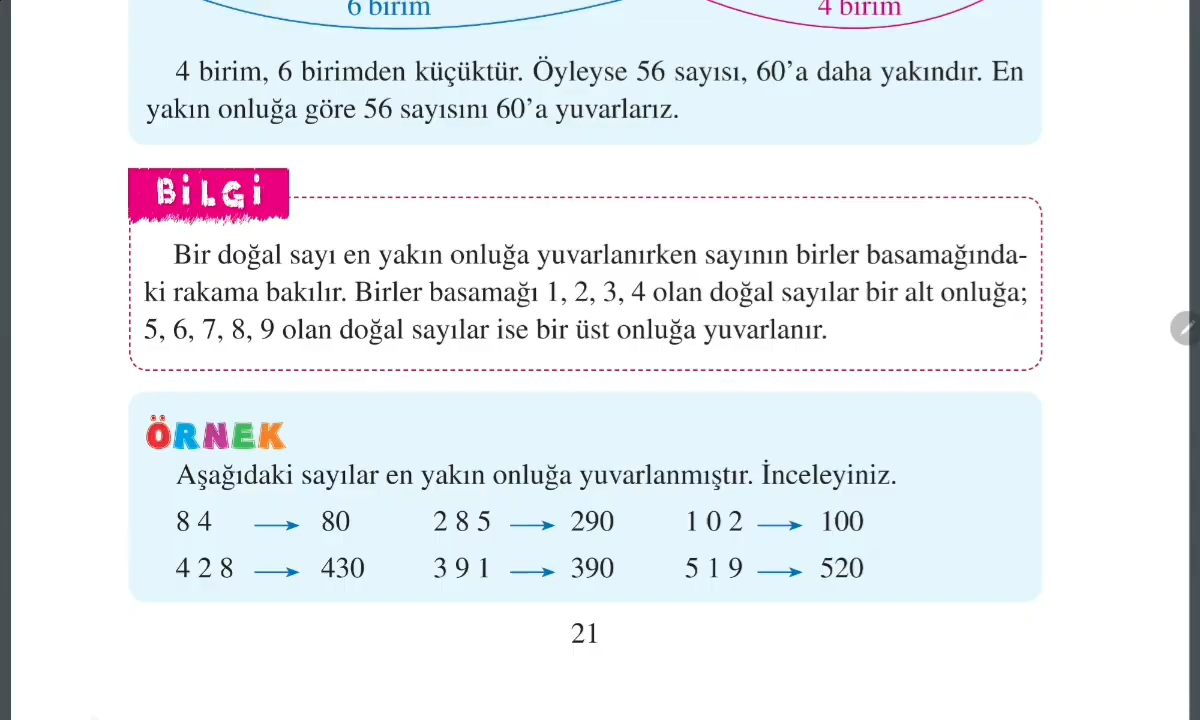 6 birim 4 birim
4 birim, 6 birimden küçüktür. Öyleyse 56 sayısı, 60’a daha yakındır. En
yakın onluğa göre 56 sayısını 60’a yuvarlarız.
BİLGİ
Bir doğal sayı en yakın onluğa yuvarlanırken sayının birler basamağında-
ki rakama bakılır. Birler basamağı 1, 2, 3, 4 olan doğal sayılar bir alt onluğa;
5, 6, 7, 8, 9 olan doğal sayılar ise bir üst onluğa yuvarlanır.
ÖRNEK
Aşağıdaki sayılar en yakın onluğa yuvarlanmıştır. İnceleyiniz.
8 4 → 80 2 8 5 → 290 1 0 2 → 100
4 2 8 → 430 3 9 1 → 390 5 1 9 → 520
21